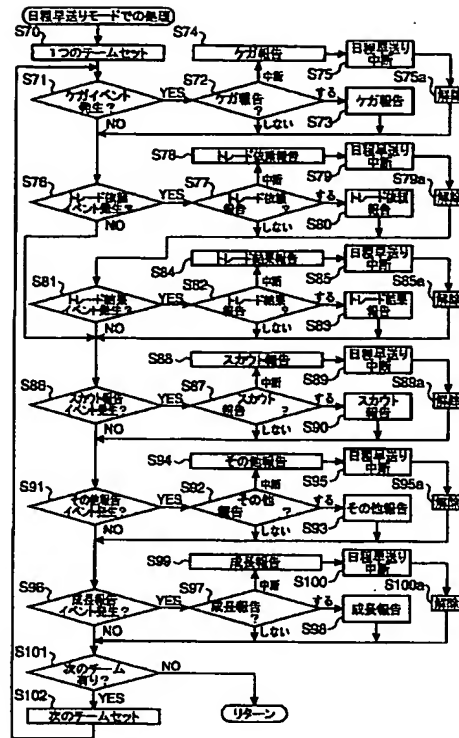 日程早送りモードでの処理
S70
1つのチームセット
S71
ケガイベント
発生?
YES
NO
S72
ケガ報告
?
中断
する
しない
S74
ケガ報告
S75
日程早送り
中断
S75a
解除
S73
ケガ報告
S76
トレード依頼
イベント発生?
YES
NO
S77
トレード依頼
報告 ?
中断
する
しない
S78
トレード依頼報告
S79
日程早送り
中断
S79a
解除
S80
トレード依頼
報告
S81
トレード結果
イベント発生?
YES
NO
S82
トレード結果
報告 ?
中断
する
しない
S84
トレード結果報告
S85
日程早送り
中断
S85a
解除
S83
トレード結果
報告
S86
スカウト報告
イベント発生?
YES
NO
S87
スカウト
報告 ?
中断
する
しない
S88
スカウト報告
S89
日程早送り
中断
S89a
解除
S90
スカウト
報告
S91
その他報告
イベント発生?
YES
NO
S92
その他
報告 ?
中断
する
しない
S94
その他報告
S95
日程早送り
中断
S95a
解除
S93
その他報告
S96
成長報告
イベント発生?
YES
NO
S97
成長報告
?
中断
する
しない
S99
成長報告
S100
日程早送り
中断
S100a
解除
S98
成長報告
S101
次のチーム
有り?
NO
YES
S102
次のチームセット
リターン